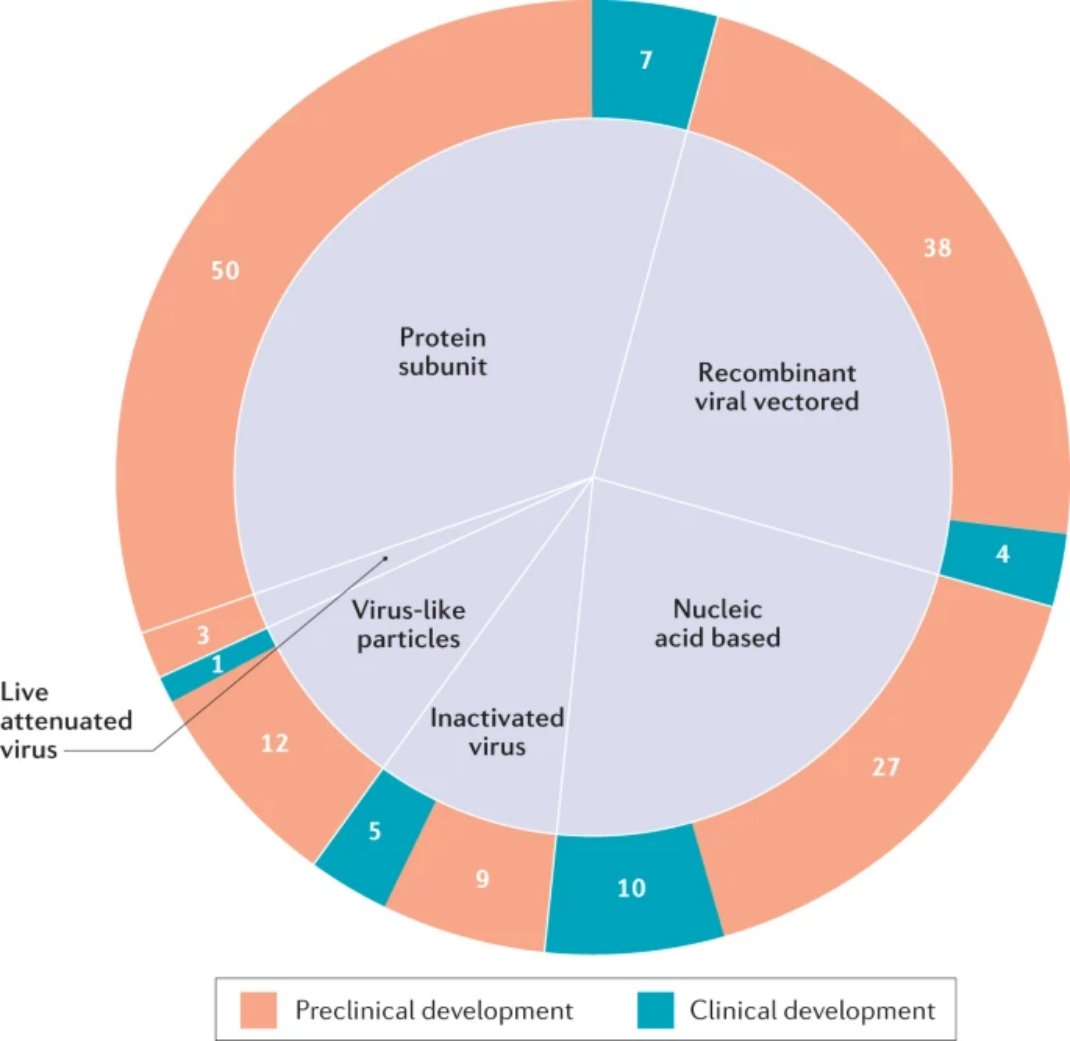 7
38
50
Protein
subunit
Recombinant
viral vectored
4
Virus-like
particles
Nucleic
acid based
3
1
Live
attenuated
virus
Inactivated
virus
12
27
5
9
10
Preclinical development
Clinical development